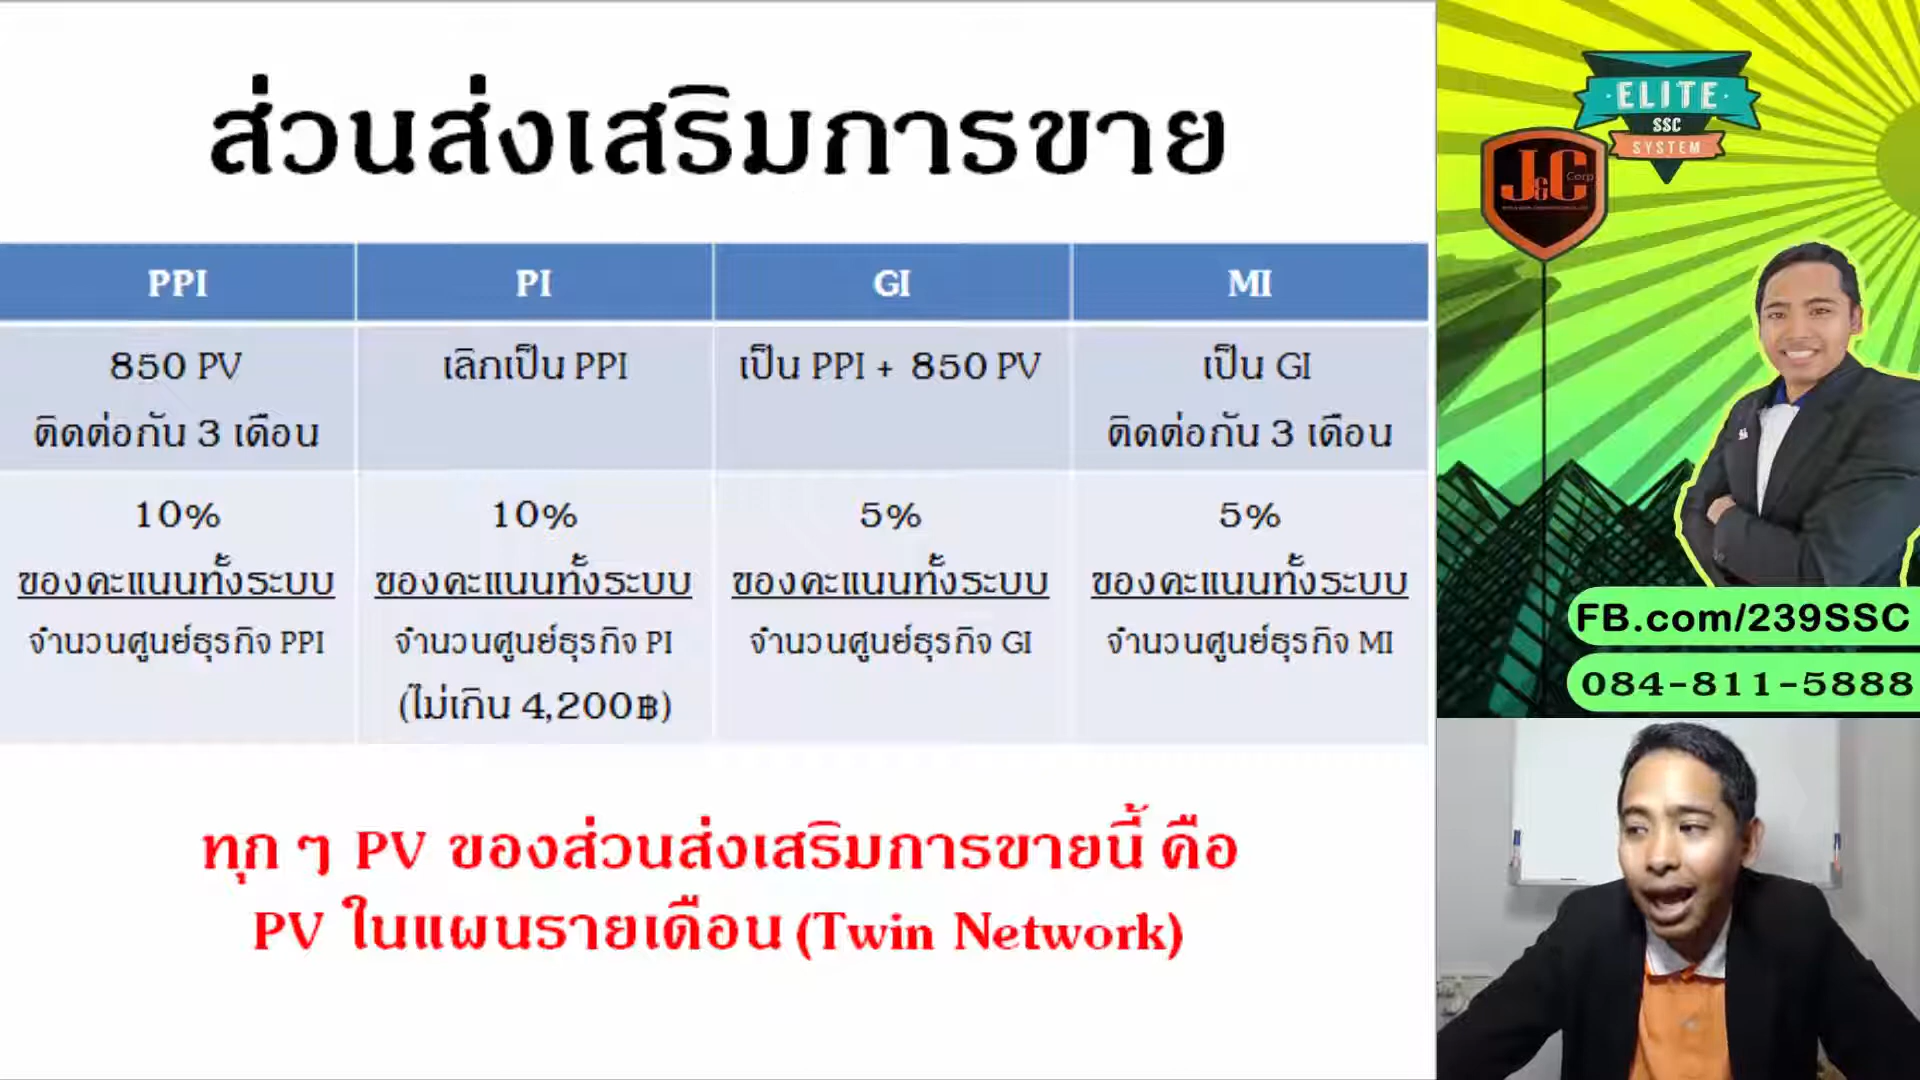 ส่วนส่งเสริมการขาย
PPI PI GI MI
850 PV เลิกเป็น PPI เป็น PPI + 850 PV เป็น GI
ติดต่อกัน 3 เดือน ติดต่อกัน 3 เดือน
10% 10% 5% 5%
ของคะแนนทั้งระบบ ของคะแนนทั้งระบบ ของคะแนนทั้งระบบ ของคะแนนทั้งระบบ
จำนวนศูนย์ธุรกิจ PPI จำนวนศูนย์ธุรกิจ PI จำนวนศูนย์ธุรกิจ GI จำนวนศูนย์ธุรกิจ MI
(ไม่เกิน 4,200฿)
ทุก ๆ PV ของส่วนส่งเสริมการขายนี้ คือ
PV ในแผนรายเดือน (Twin Network)
ELITE
SSC
SYSTEM
J&C
Corp
FB.com/239SSC
084-811-5888